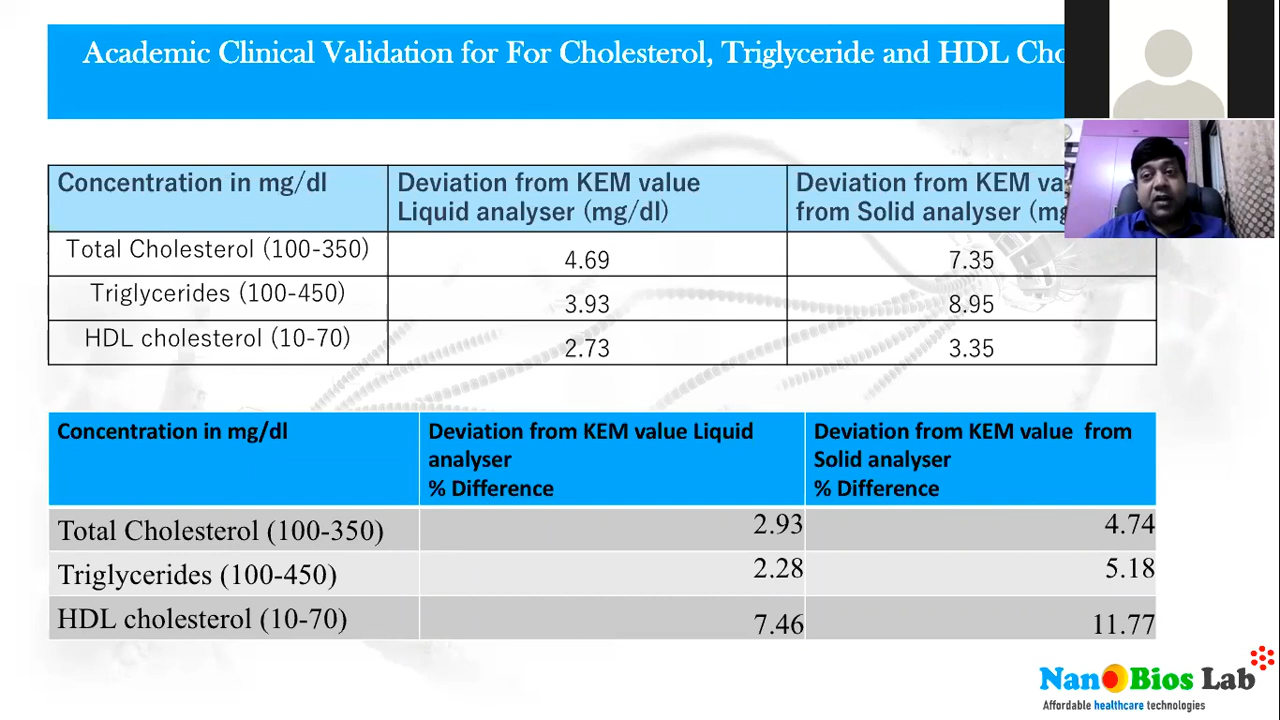 Academic Clinical Validation for For Cholesterol, Triglyceride and HDL
Concentration in mg/dl
Deviation from KEM value
Liquid analyser (mg/dl)
Deviation from KEM
from Solid analyser
Total Cholesterol (100-350)
4.69
7.35
Triglycerides (100-450)
3.93
8.95
HDL cholesterol (10-70)
2.73
3.35
Concentration in mg/dl
Deviation from KEM value Liquid
analyser
% Difference
Deviation from KEM value from
Solid analyser
% Difference
Total Cholesterol (100-350)
2.93
4.74
Triglycerides (100-450)
2.28
5.18
HDL cholesterol (10-70)
7.46
11.77
NanoBios Lab
Affordable healthcare technologies